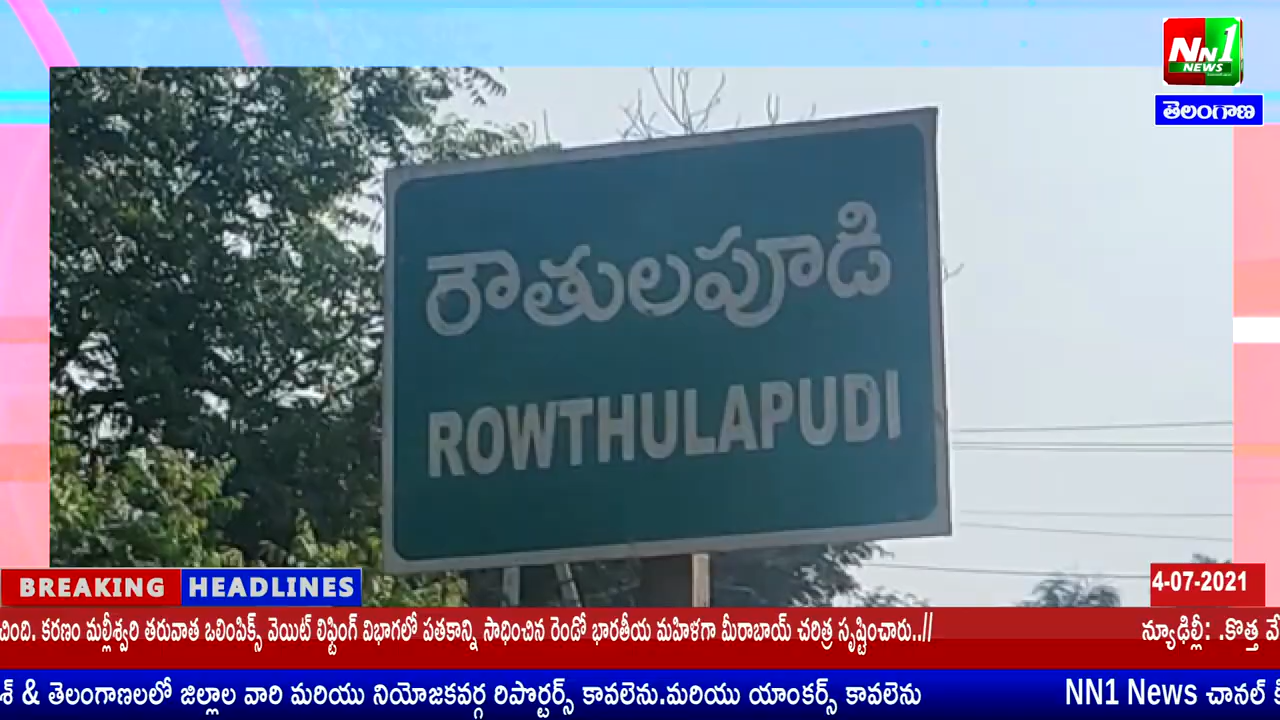 NN1
NEWS
తెలంగాణ
రౌతులపూడి
ROWTHULAPUDI
BREAKING HEADLINES
4-07-2021
చింది. కరణం మల్లీశ్వరి తరువాత ఒలింపిక్స్ వెయిట్ లిఫ్టింగ్ విభాగలో పతకాన్ని సాధించిన రెండో భారతీయ మహిళగా మీరాబాయ్ చరిత్ర సృష్టించారు..// న్యూఢిల్లీ: .కొత్త వే
శ్ & తెలంగాణలలో జిల్లాల వారి మరియు నియోజకవర్గ రిపొర్టర్స్ కావలెను.మరియు యాంకర్స్ కావలెను NN1 News చానల్ కి